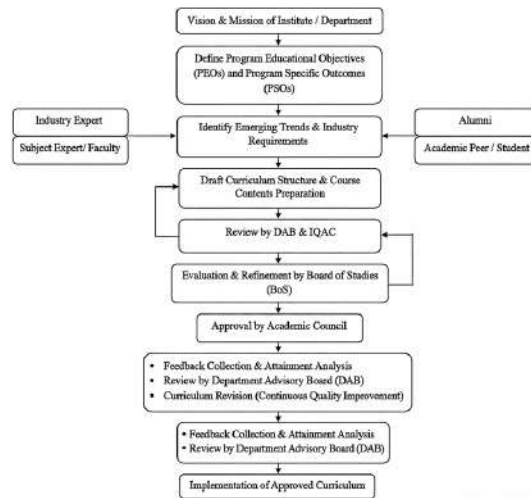 Vision & Mission of Institute / Department
Define Program Educational Objectives
(PEOs) and Program Specific Outcomes
(PSOs)
Industry Expert
Subject Expert/ Faculty
Identify Emerging Trends & Industry
Requirements
Alumni
Academic Peer / Student
Draft Curriculum Structure & Course
Contents Preparation
Review by DAB & IQAC
Evaluation & Refinement by Board of Studies
(BoS)
Approval by Academic Council
▪ Feedback Collection & Attainment Analysis
▪ Review by Department Advisory Board (DAB)
▪ Curriculum Revision (Continuous Quality Improvement)
• Feedback Collection & Attainment Analysis
• Review by Department Advisory Board (DAB)
Implementation of Approved Curriculum